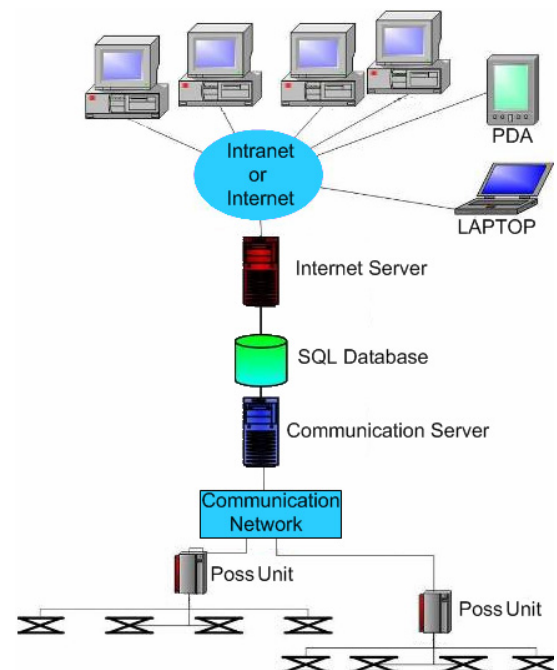 PDA
Intranet
or
Internet
LAPTOP
Internet Server
SQL Database
Communication Server
Communication
Network
Poss Unit
Poss Unit